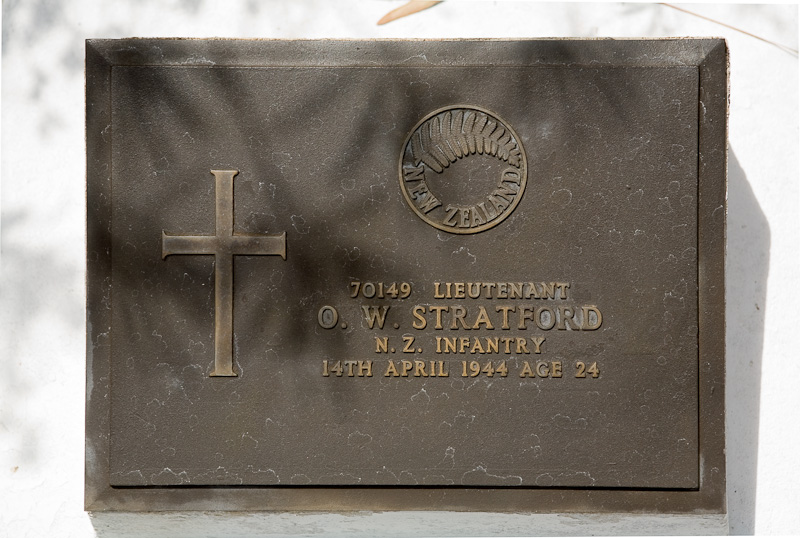 NEW ZEALAND
70149 LIEUTENANT
O. W. STRATFORD
N. Z. INFANTRY
14TH APRIL 1944 AGE 24